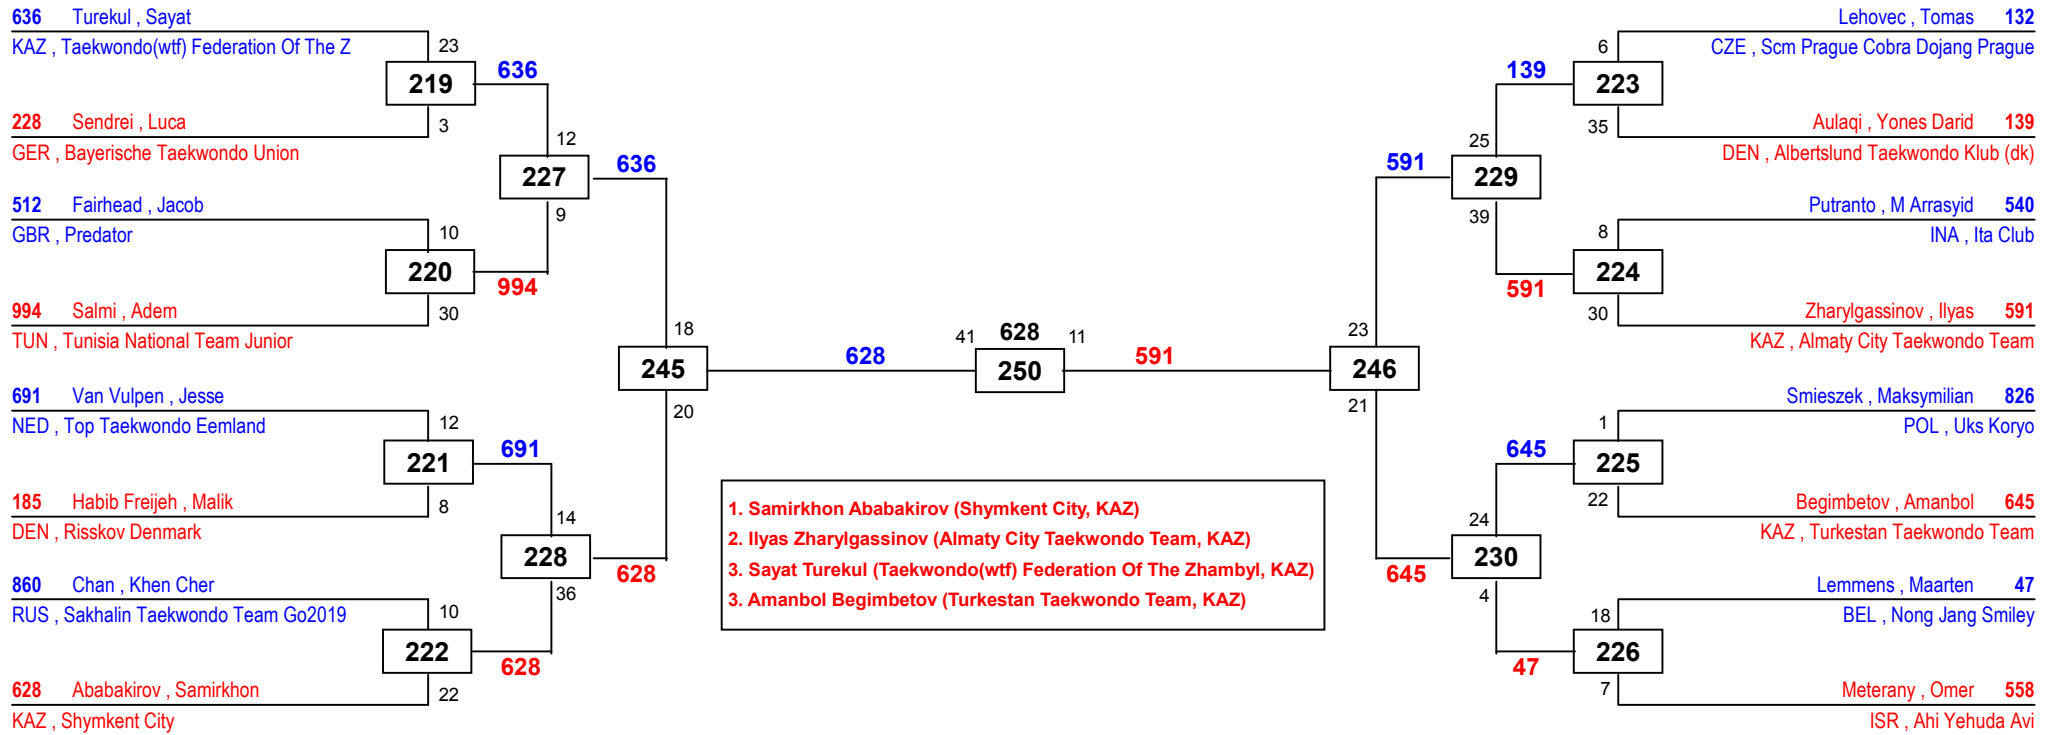 636 Turekul , Sayat
KAZ , Taekwondo(wtf) Federation Of The Z
23
219
636
3
228 Sendrei , Luca
GER , Bayerische Taekwondo Union
12
227
636
9
512 Fairhead , Jacob
GBR , Predator
10
220
994
30
994 Salmi , Adem
TUN , Tunisia National Team Junior
18
245
628
20
691 Van Vulpen , Jesse
NED , Top Taekwondo Eemland
12
221
691
8
185 Habib Freijeh , Malik
DEN , Risskov Denmark
14
228
628
36
860 Chan , Khen Cher
RUS , Sakhalin Taekwondo Team Go2019
10
222
628
22
628 Ababakirov , Samirkhon
KAZ , Shymkent City
41 628 11
250
1. Samirkhon Ababakirov (Shymkent City, KAZ)
2. Ilyas Zharylgassinov (Almaty City Taekwondo Team, KAZ)
3. Sayat Turekul (Taekwondo(wtf) Federation Of The Zhambyl, KAZ)
3. Amanbol Begimbetov (Turkestan Taekwondo Team, KAZ)
Lehovec , Tomas 132
CZE , Scm Prague Cobra Dojang Prague
6
139
223
35
Aulaqi , Yones Darid 139
DEN , Albertslund Taekwondo Klub (dk)
25
591
229
39
Putranto , M Arrasyid 540
INA , Ita Club
8
591
224
30
Zharylgassinov , Ilyas 591
KAZ , Almaty City Taekwondo Team
23
591
246
21
Smieszek , Maksymilian 826
POL , Uks Koryo
1
645
225
22
Begimbetov , Amanbol 645
KAZ , Turkestan Taekwondo Team
24
645
230
4
Lemmens , Maarten 47
BEL , Nong Jang Smiley
18
47
226
7
Meterany , Omer 558
ISR , Ahi Yehuda Avi